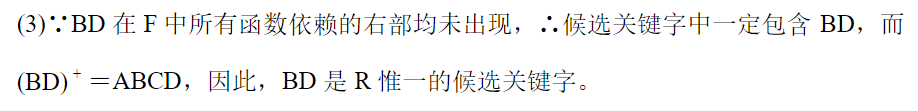 (3)∵BD 在 F 中所有函数依赖的右部均未出现，∴候选关键字中一定包含 BD，而
(BD)⁺＝ABCD，因此，BD 是 R 惟一的候选关键字。